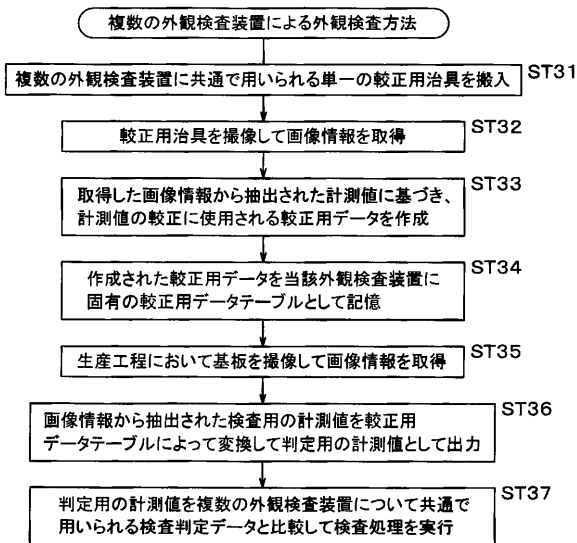 複数の外観検査装置による外観検査方法
複数の外観検査装置に共通で用いられる単一の較正用治具を搬入
ST31
較正用治具を撮像して画像情報を取得
ST32
取得した画像情報から抽出された計測値に基づき、
計測値の較正に使用される較正用データを作成
ST33
作成された較正用データを当該外観検査装置に
固有の較正用データテーブルとして記憶
ST34
生産工程において基板を撮像して画像情報を取得
ST35
画像情報から抽出された検査用の計測値を較正用
データテーブルによって変換して判定用の計測値として出力
ST36
判定用の計測値を複数の外観検査装置について共通で
用いられる検査判定データと比較して検査処理を実行
ST37